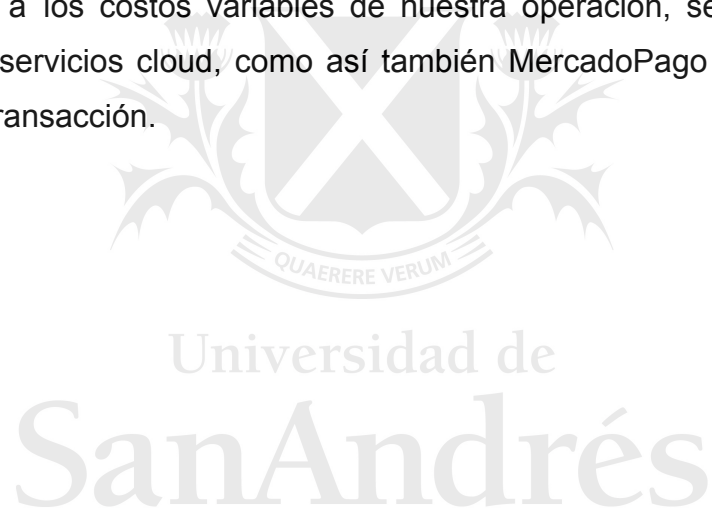 a los costos variables de nuestra operación, se
servicios cloud, como así también MercadoPago
ransacción.
QUAERERE VERUM
Universidad de
SanAndrés